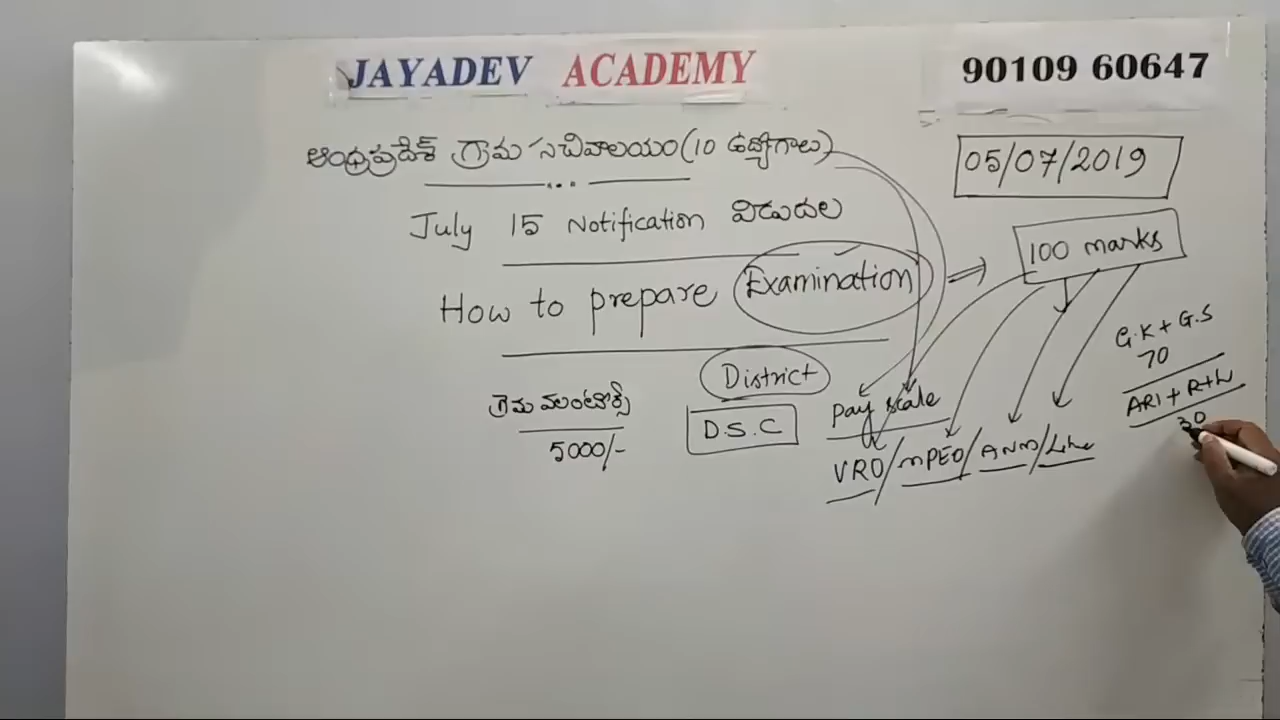 JAYADEV ACADEMY
90109 60647
ఆంధ్రప్రదేశ్ గ్రామ సచివాలయం (10 ఉద్యోగాలు)
05/07/2019
July 15 Notification విడుదల
100 marks
How to prepare Examination
G.K + G.S
70
ARI + R +
30
District
గ్రామ వలంటీర్స్
5000/-
D.S.C
pay scale
VRO/MPEO/ANM/